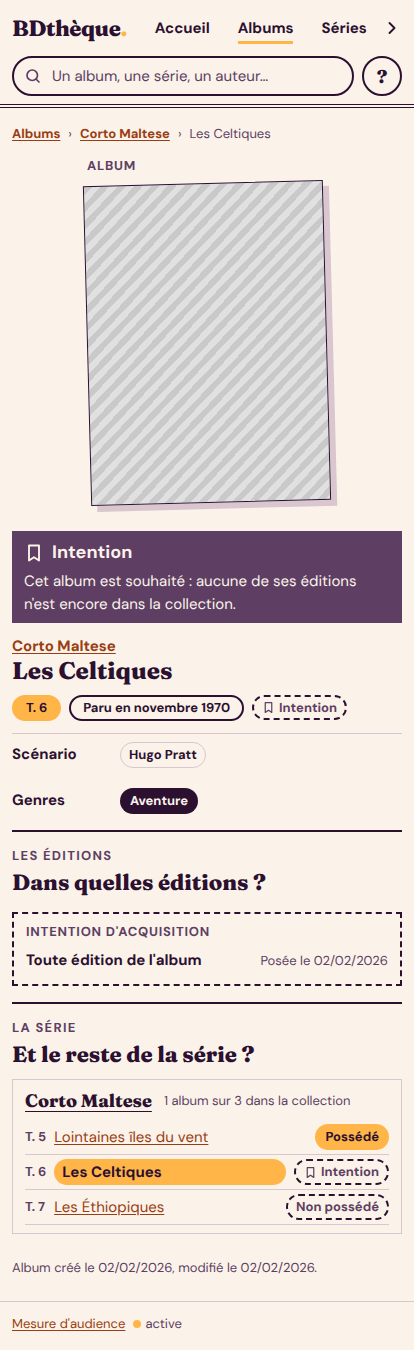 BDthèque.
Accueil Albums Séries
Un album, une série, un auteur... ?
Albums › Corto Maltese › Les Celtiques
ALBUM
Intention
Cet album est souhaité : aucune de ses éditions
n'est encore dans la collection.
Corto Maltese
Les Celtiques
T. 6 Paru en novembre 1970 Intention
Scénario Hugo Pratt
Genres Aventure
LES ÉDITIONS
Dans quelles éditions ?
INTENTION D'ACQUISITION
Toute édition de l'album Posée le 02/02/2026
LA SÉRIE
Et le reste de la série ?
Corto Maltese 1 album sur 3 dans la collection
T. 5 Lointaines îles du vent Possédé
T. 6 Les Celtiques Intention
T. 7 Les Éthiopiques Non possédé
Album créé le 02/02/2026, modifié le 02/02/2026.
Mesure d'audience active